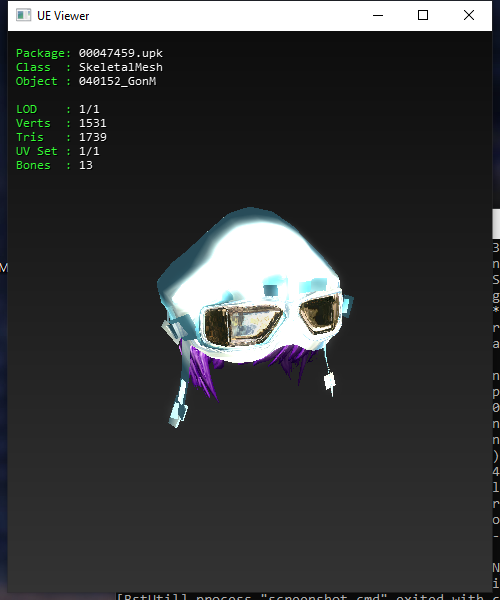 UE Viewer
Package: 00047459.upk
Class  : SkeletalMesh
Object : 040152_GonM
LOD    : 1/1
Verts  : 1531
Tris   : 1739
UV Set : 1/1
Bones  : 13
[BstUtil] process "screenshot.cmd" exited with c